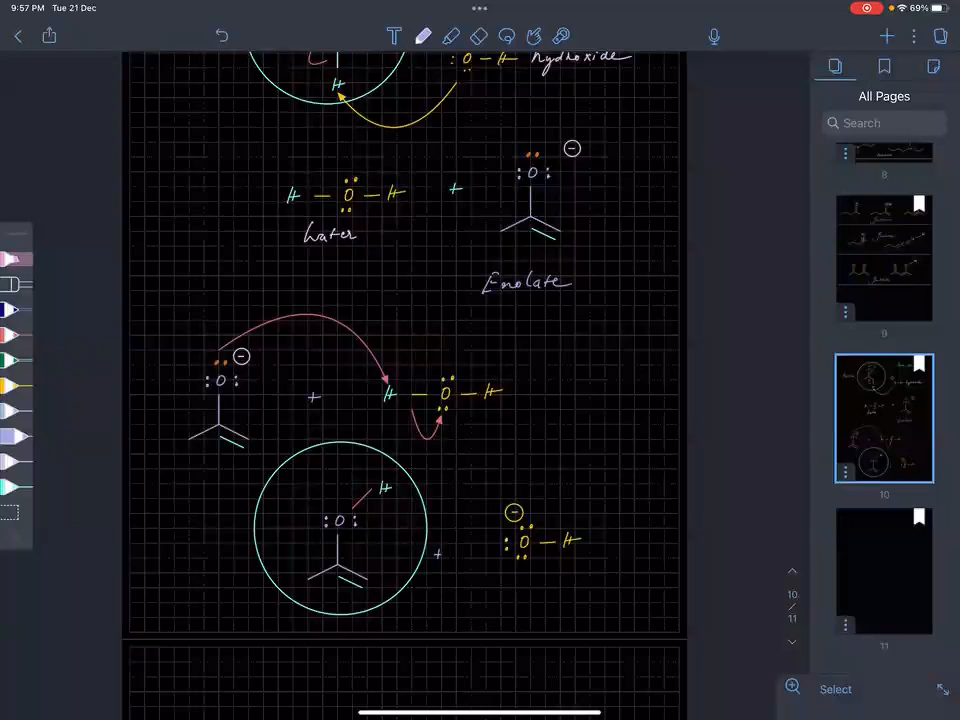 9:57 PM Tue 21 Dec
69%
T
All Pages
Search
8
9
10
11
10
/
11
Select
H
:O — H hydroxide
H — O — H + :O:
Water
Enolate
:O: + H — O — H
H
:O: + :O — H